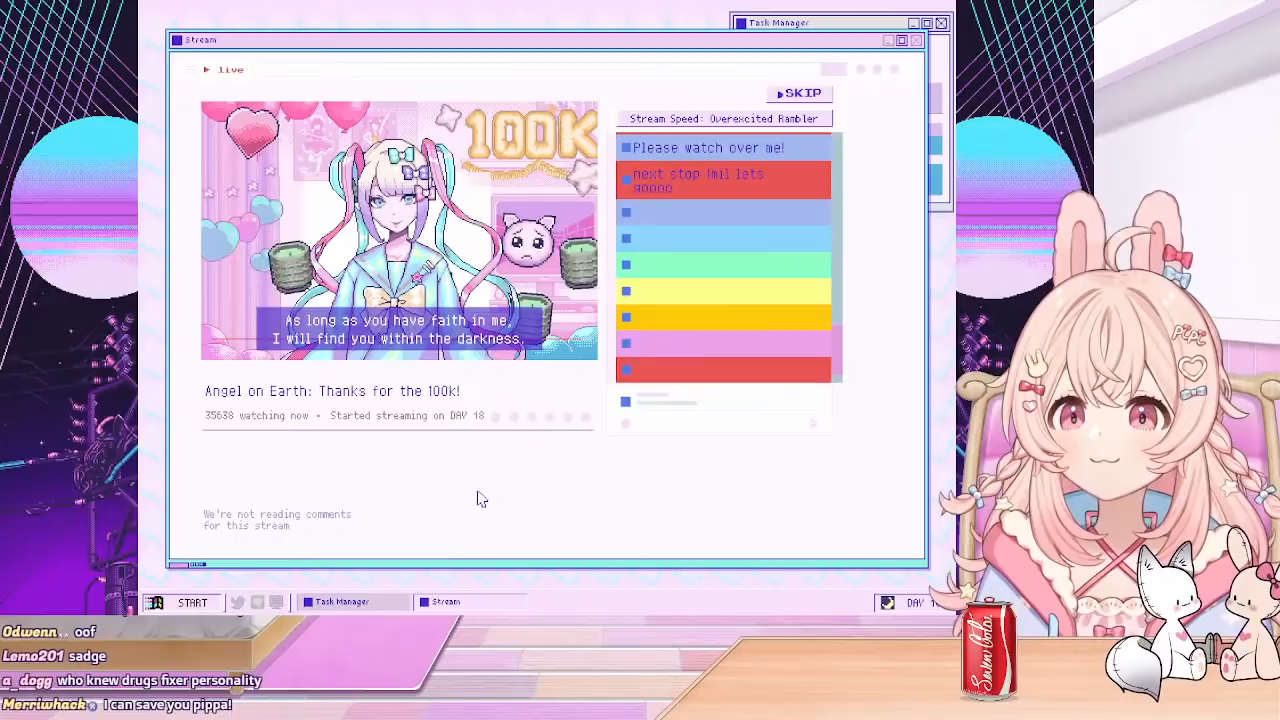 Task Manager
Stream
live
SKIP
Stream Speed: Overexcited Rambler
100K
Please watch over me!
next stop 1mil lets
goooo
As long as you have faith in me,
I will find you within the darkness.
Angel on Earth: Thanks for the 100k!
35638 watching now • Started streaming on DAY 18
We're not reading comments
for this stream
START
Task Manager
Stream
DAY
PiPi
Odwenn.. oof
Lemo201 sadge
a_dogg who knew drugs fixer personality
Merriwhack I can save you pippa!